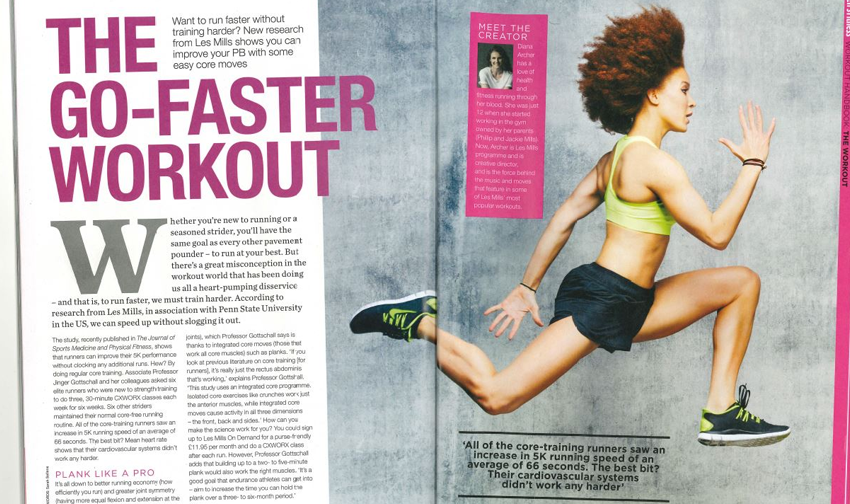 THE
GO-FASTER
WORKOUT
Want to run faster without
training harder? New research
from Les Mills shows you can
improve your PB with some
easy core moves
Whether you're new to running or a
seasoned strider, you'll have the
same goal as every other pavement
pounder – to run at your best. But
there's a great misconception in the
workout world that has been doing
us all a heart-pumping disservice
– and that is, to run faster, we must train harder. According to
research from Les Mills, in association with Penn State University
in the US, we can speed up without slogging it out.
The study, recently published in The Journal of
Sports Medicine and Physical Fitness, shows
that runners can improve their 5K performance
without clocking any additional runs. How? By
doing regular core training. Associate Professor
Jinger Gottschall and her colleagues asked six
elite runners who were new to strength training
to do three, 30-minute CXWORX classes each
week for six weeks. Six other striders
maintained their normal core-free running
routine. All of the core-training runners saw an
increase in 5K running speed of an average of
66 seconds. The best bit? Mean heart rate
shows that their cardiovascular systems didn't
work any harder.
PLANK LIKE A PRO
It's all down to better running economy (how
efficiently you run) and greater joint symmetry
(having more equal flexion and extension at the
joints), which Professor Gottschall says is
thanks to integrated core moves (those that
work all core muscles) such as planks. 'If you
look at previous literature on core training [for
runners], it's really just the rectus abdominis
that's working,' explains Professor Gottshall.
'This study uses an integrated core programme.
Isolated core exercises like crunches work just
the anterior muscles, while integrated core
moves cause activity in all three dimensions
– the front, back and sides.' How can you
make the science work for you? You could sign
up to Les Mills On Demand for a purse-friendly
£11.95 per month and do a CXWORX class
after each run. However, Professor Gottschall
adds that building up to a two- to five-minute
plank would also work the right muscles. 'It's a
good goal that endurance athletes can get into
– aim to increase the time you can hold the
plank over a three- to six-month period.'
MEET THE
CREATOR
Diana
Archer
has a
love of
health
and
fitness running through
her blood. She was just
12 when she started
working in the gym
owned by her parents
(Philip and Jackie Mills).
Now, Archer is Les Mills
programme and is
creative director,
and is the force behind
the music and moves
that feature in some
of Les Mills' most
popular workouts.
'All of the core-training runners saw an
increase in 5K running speed of an
average of 66 seconds. The best bit?
Their cardiovascular systems
didn't work any harder'
WORKOUT HANDBOOK THE WORKOUT